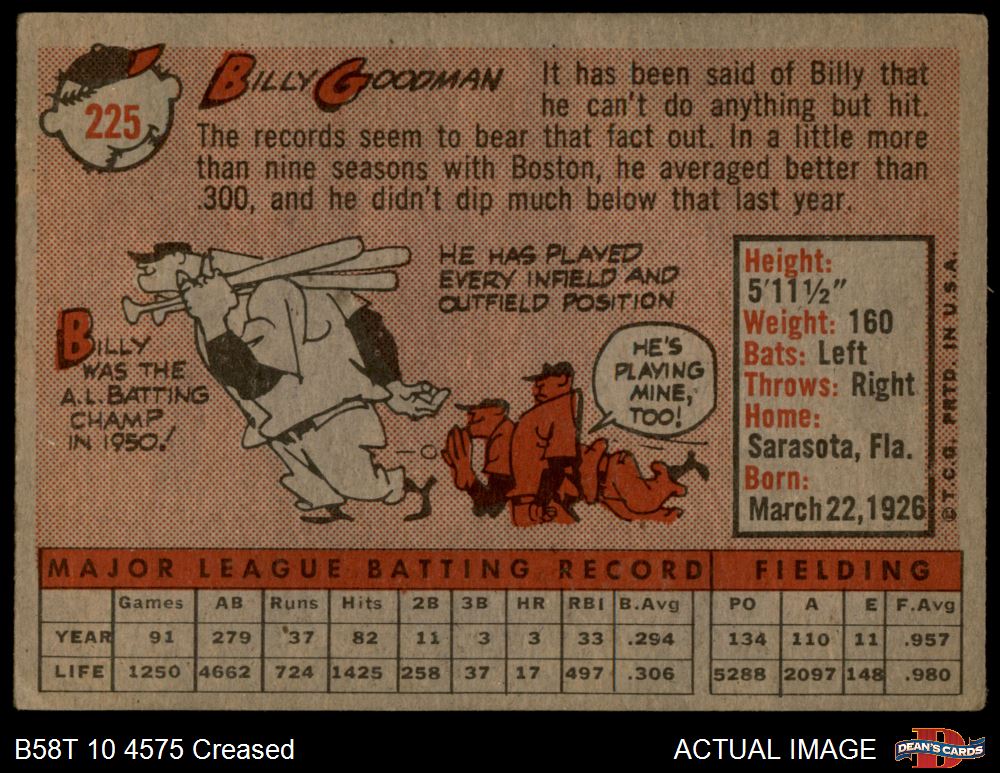 225
BILLY GOODMAN
It has been said of Billy that
he can't do anything but hit.
The records seem to bear that fact out. In a little more
than nine seasons with Boston, he averaged better than
.300, and he didn't dip much below that last year.
HE HAS PLAYED
EVERY INFIELD AND
OUTFIELD POSITION
BILLY
WAS THE
A.L. BATTING
CHAMP
IN 1950!
HE'S
PLAYING
MINE,
TOO!
Height:
5'11½"
Weight: 160
Bats: Left
Throws: Right
Home:
Sarasota, Fla.
Born:
March 22, 1926
© T.C.G. PRTD. IN U.S.A.
MAJOR LEAGUE BATTING RECORD FIELDING
Games AB Runs Hits 2B 3B HR RBI B.Avg PO A E F.Avg
YEAR 91 279 37 82 11 3 3 33 .294 134 110 11 .957
LIFE 1250 4662 724 1425 258 37 17 497 .306 5288 2097 148 .980
B58T 10 4575 Creased
ACTUAL IMAGE
D
DEAN'S CARDS